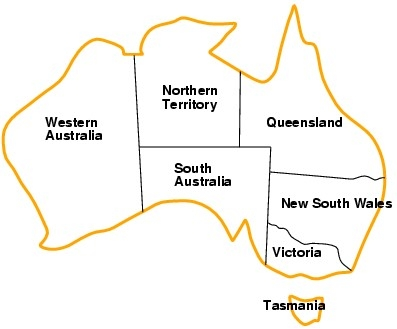 Northern
Territory
Western
Australia
Queensland
South
Australia
New South Wales
Victoria
Tasmania